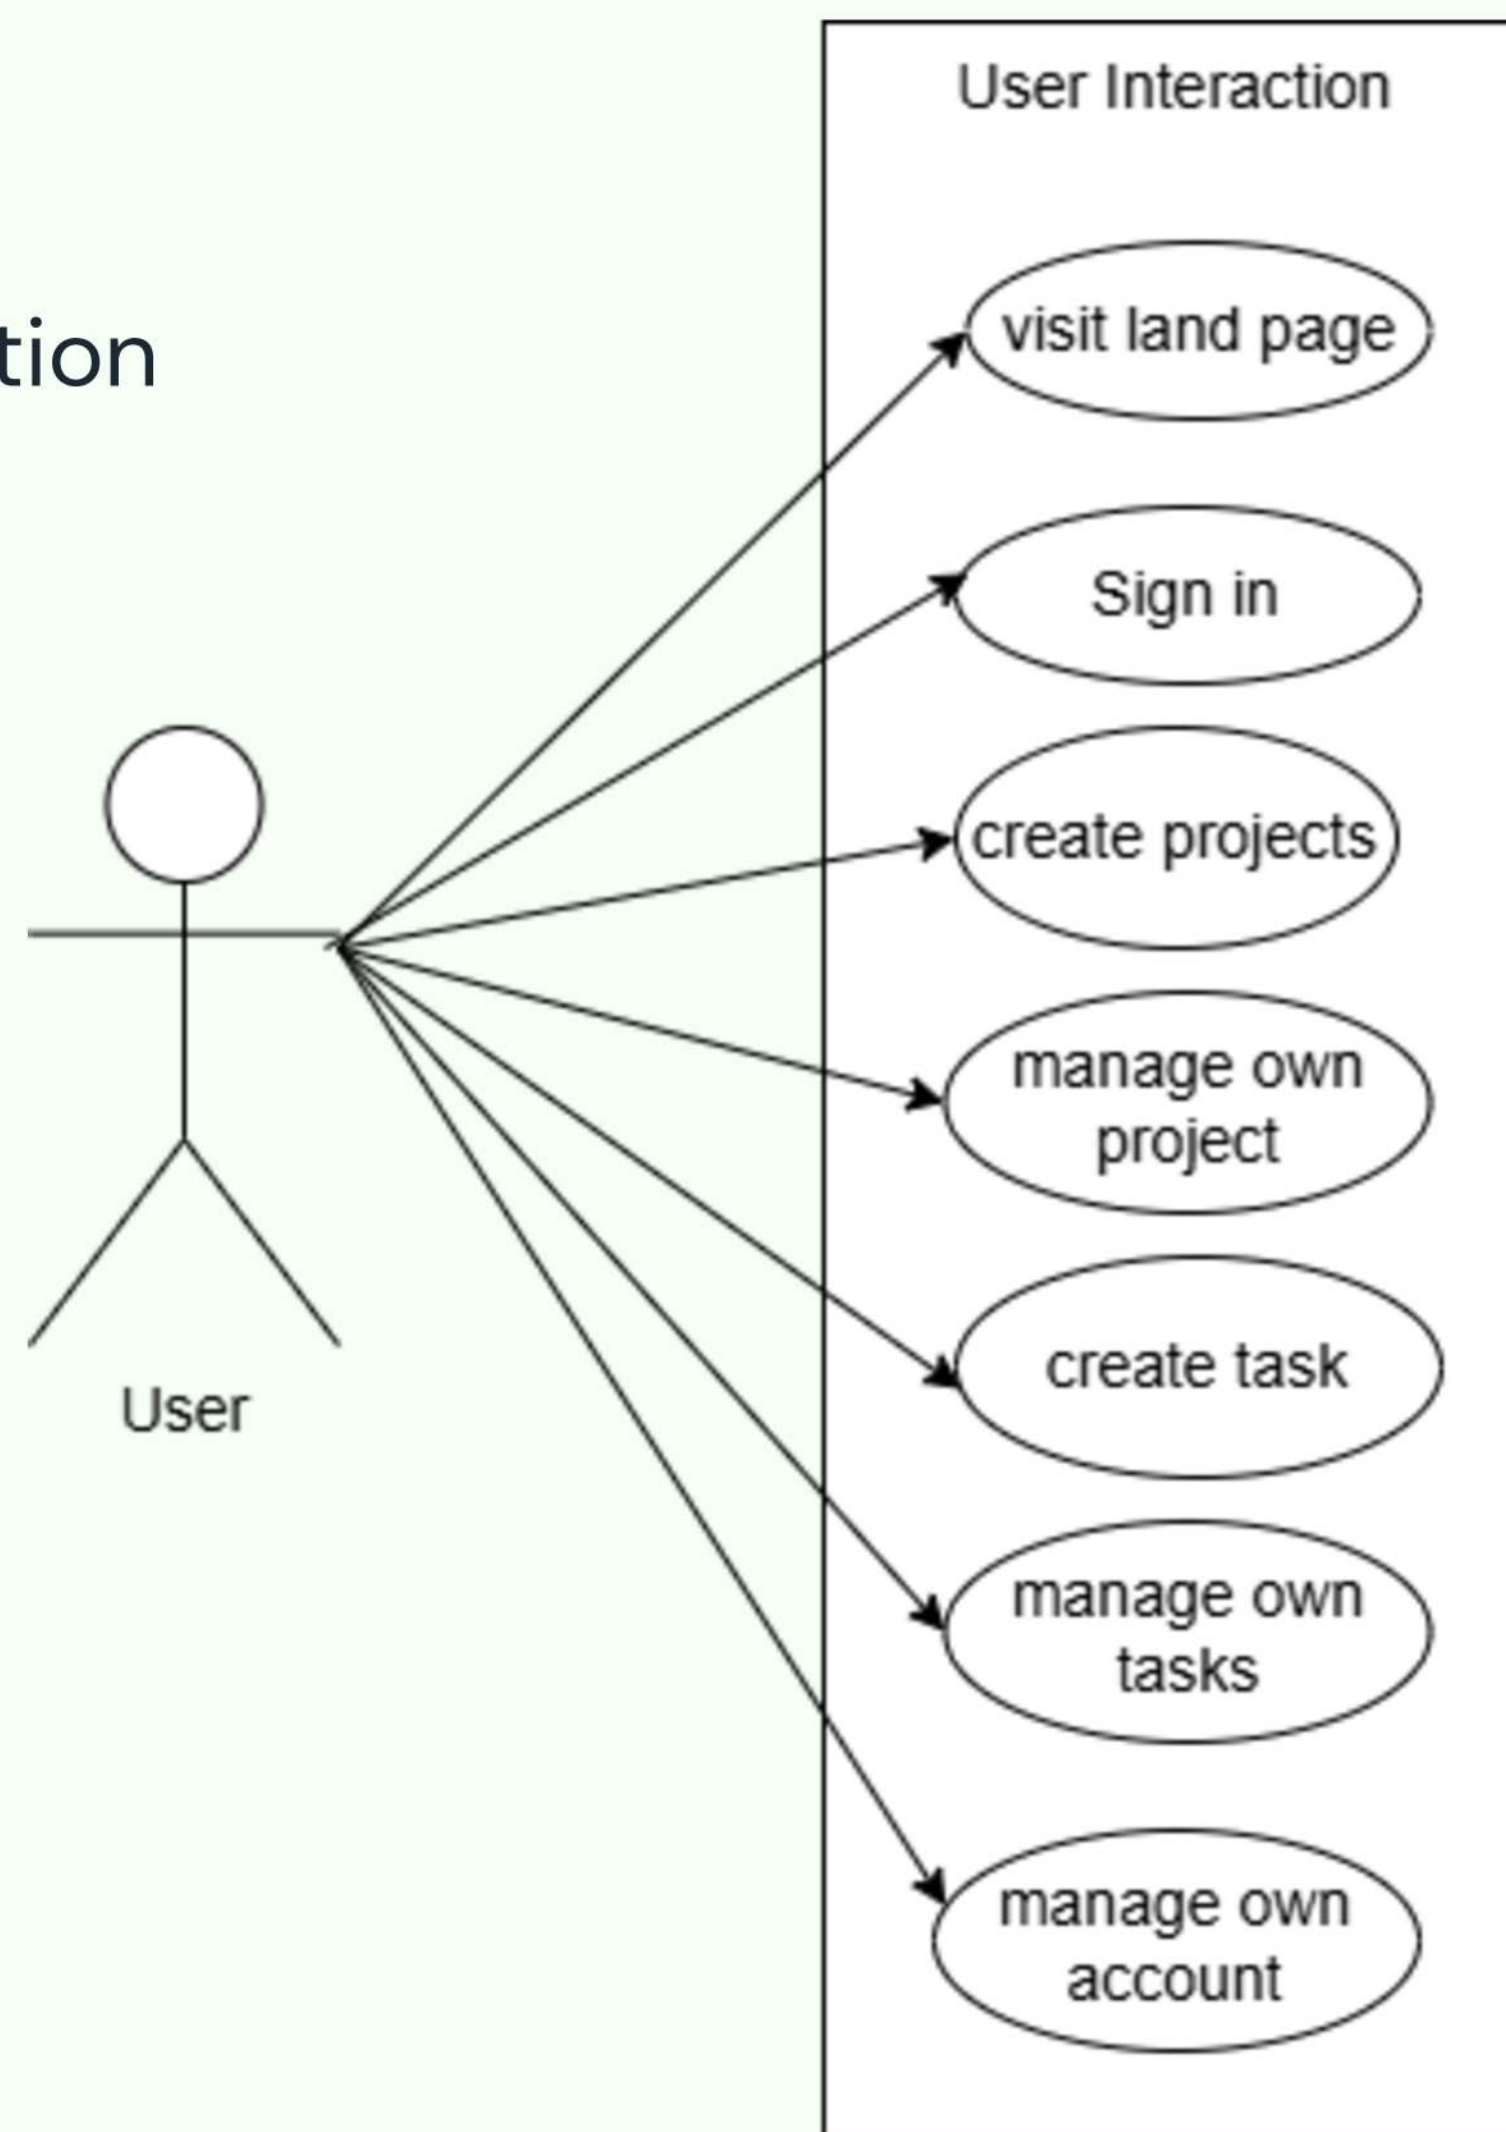 User Interaction
visit land page
tion
Sign in
create projects
manage own
project
create task
User
manage own
tasks
manage own
account